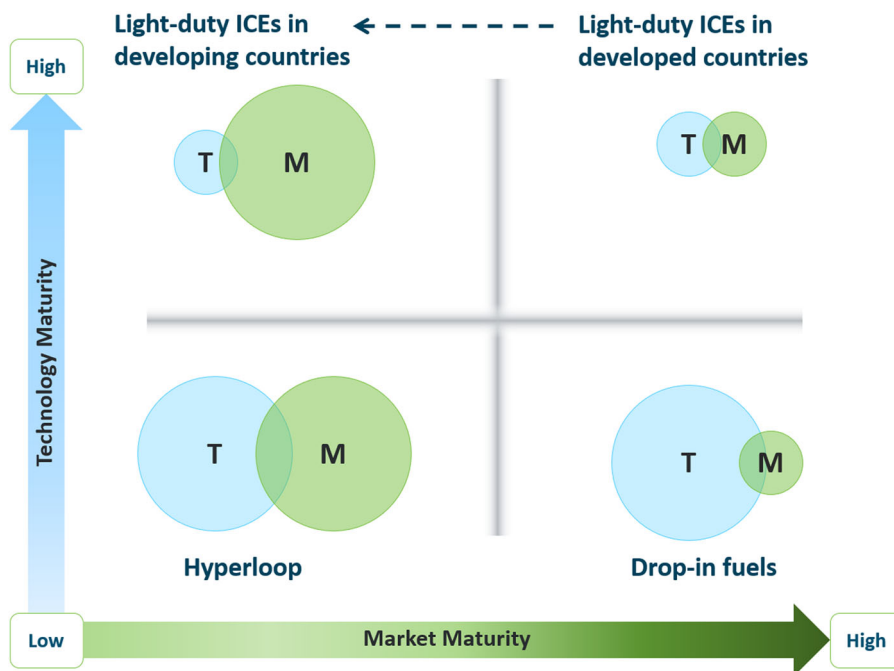 Light-duty ICEs in
developing countries
Light-duty ICEs in
developed countries
High
T
M
T
M
Technology Maturity
T
M
T
M
Hyperloop
Drop-in fuels
Low
Market Maturity
High